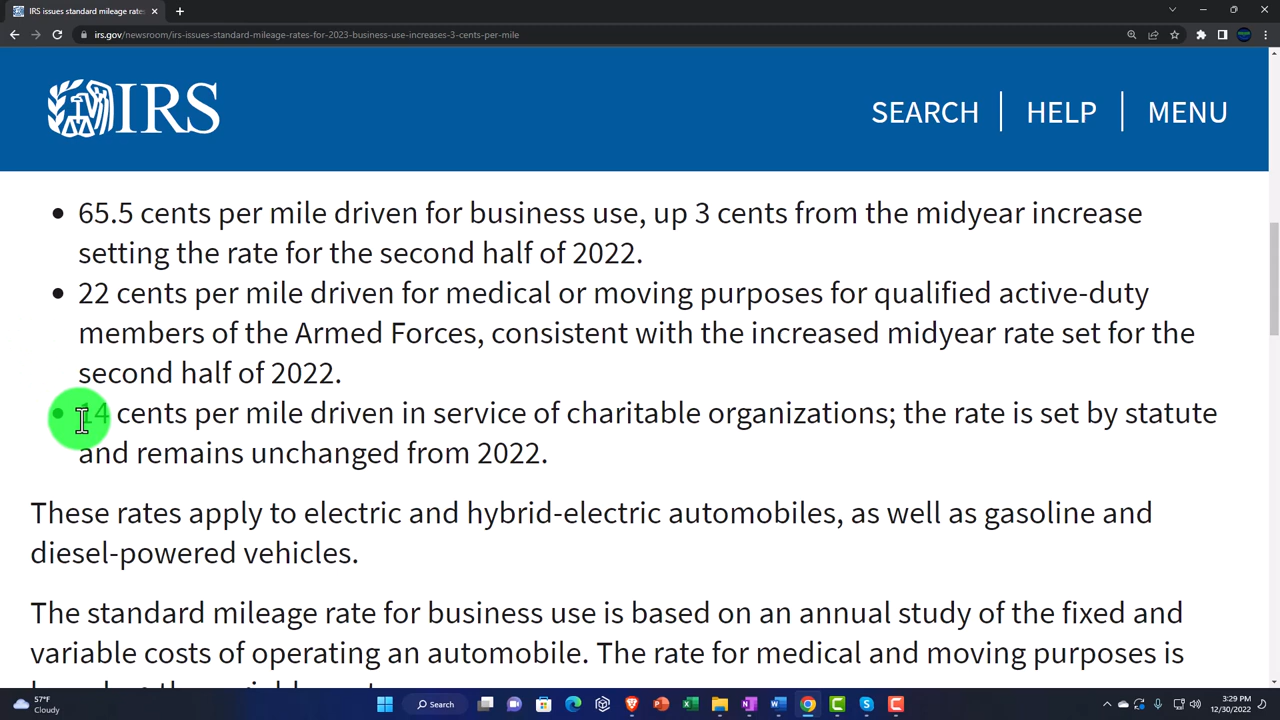 IRS issues standard mileage rates
irs.gov/newsroom/irs-issues-standard-mileage-rates-for-2023-business-use-increases-3-cents-per-mile
IRS
SEARCH | HELP | MENU
• 65.5 cents per mile driven for business use, up 3 cents from the midyear increase
setting the rate for the second half of 2022.
• 22 cents per mile driven for medical or moving purposes for qualified active-duty
members of the Armed Forces, consistent with the increased midyear rate set for the
second half of 2022.
• 14 cents per mile driven in service of charitable organizations; the rate is set by statute
and remains unchanged from 2022.
These rates apply to electric and hybrid-electric automobiles, as well as gasoline and
diesel-powered vehicles.
The standard mileage rate for business use is based on an annual study of the fixed and
variable costs of operating an automobile. The rate for medical and moving purposes is
57°F
Cloudy
Search
3:29 PM
12/30/2022